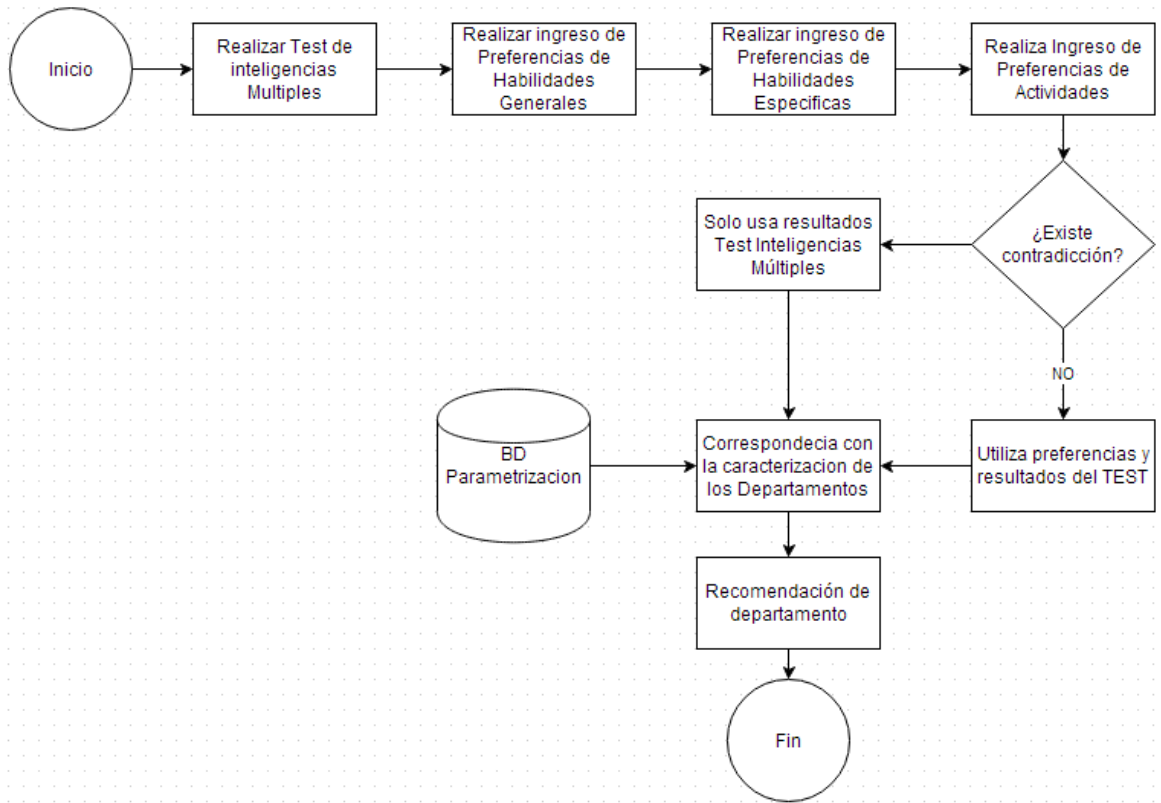 Inicio
Realizar Test de
inteligencias
Multiples
Realizar ingreso de
Preferencias de
Habilidades
Generales
Realizar ingreso de
Preferencias de
Habilidades
Especificas
Realiza Ingreso de
Preferencias de
Actividades
Solo usa resultados
Test Inteligencias
Múltiples
¿Existe
contradicción?
NO
BD
Parametrizacion
Correspondecia con
la caracterizacion de
los Departamentos
Utiliza preferencias y
resultados del TEST
Recomendación de
departamento
Fin